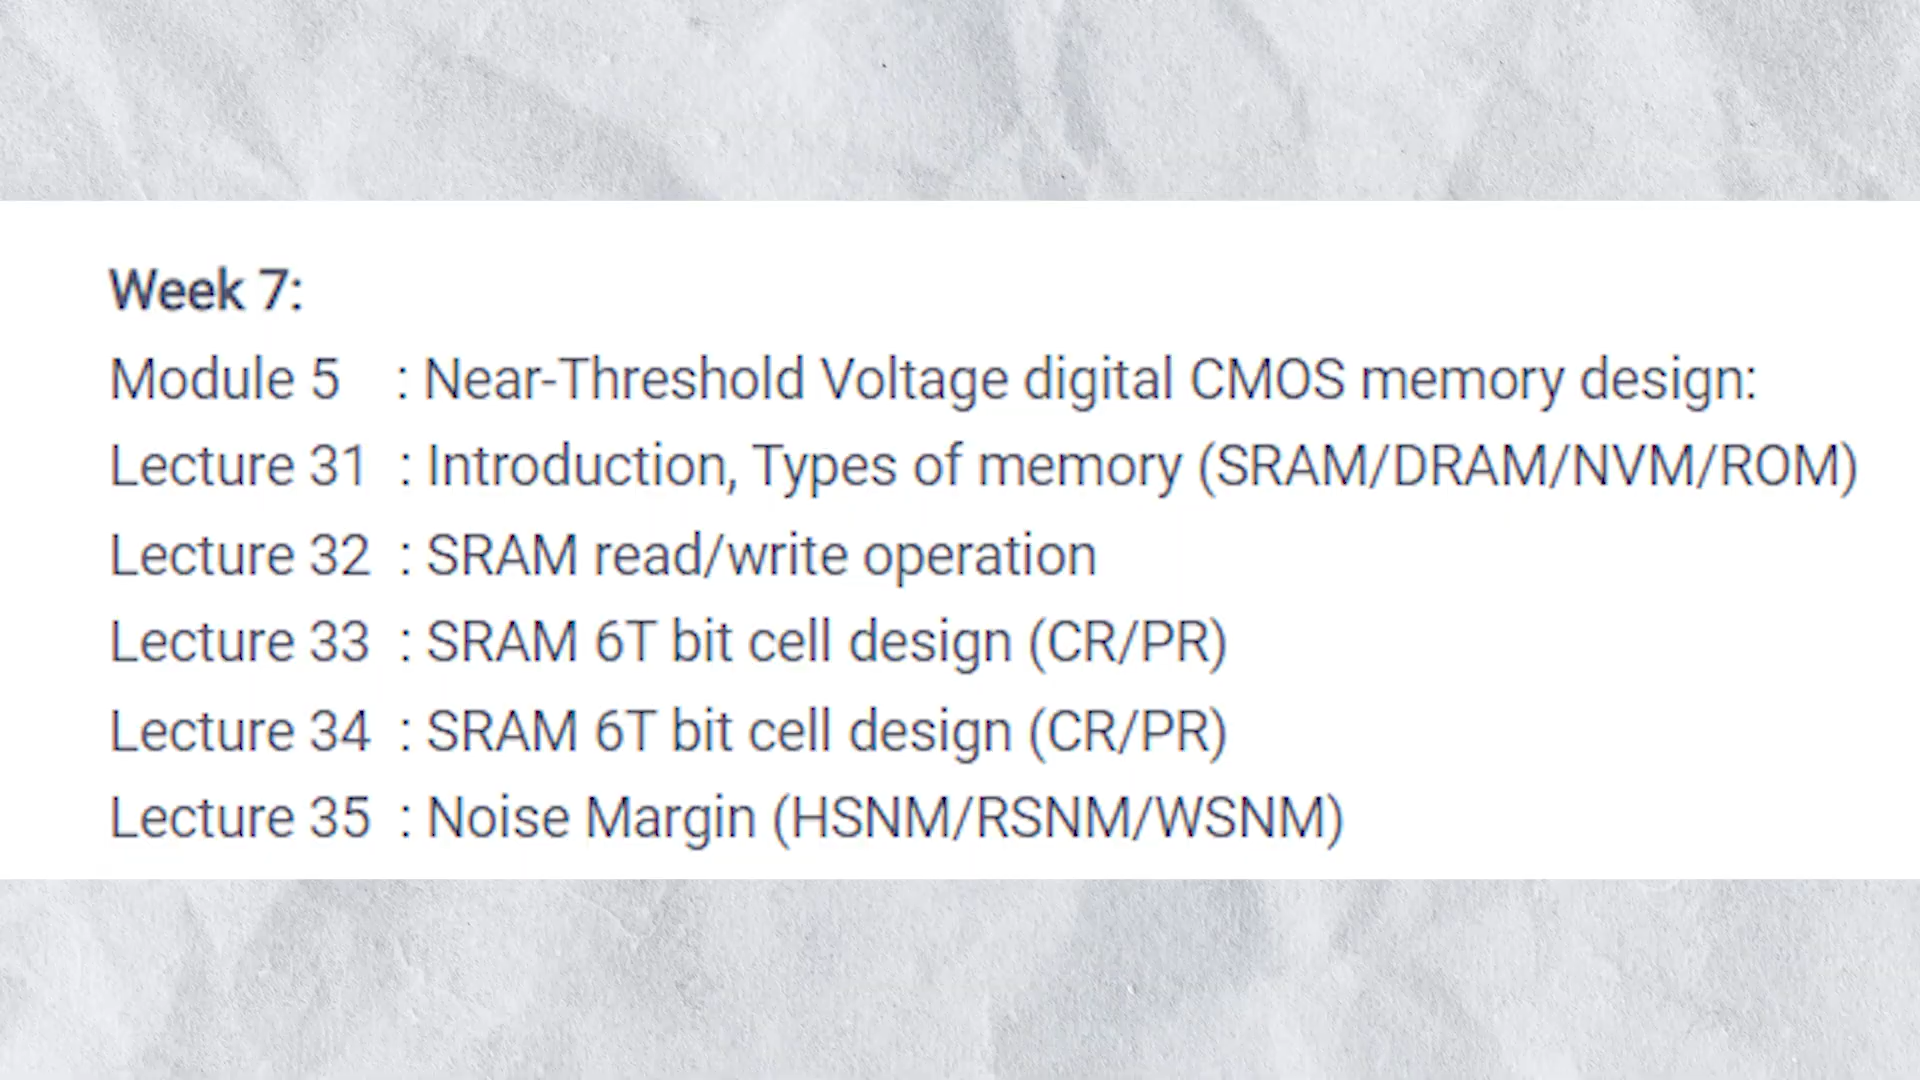 Week 7:
Module 5 : Near-Threshold Voltage digital CMOS memory design:
Lecture 31 : Introduction, Types of memory (SRAM/DRAM/NVM/ROM)
Lecture 32 : SRAM read/write operation
Lecture 33 : SRAM 6T bit cell design (CR/PR)
Lecture 34 : SRAM 6T bit cell design (CR/PR)
Lecture 35 : Noise Margin (HSNM/RSNM/WSNM)